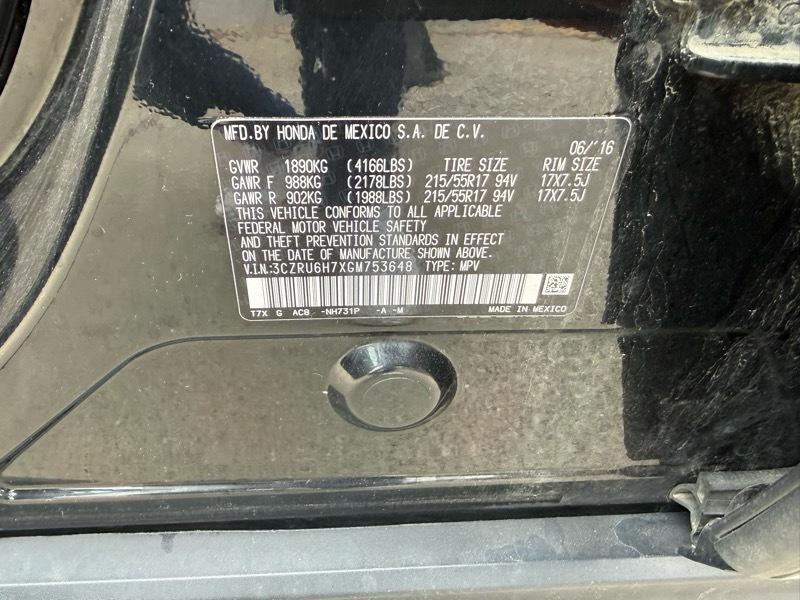 MFD.BY HONDA DE MEXICO S.A. DE C.V.
06/'16
GVWR 1890KG (4166LBS) TIRE SIZE RIM SIZE
GAWR F 988KG (2178LBS) 215/55R17 94V 17X7.5J
GAWR R 902KG (1988LBS) 215/55R17 94V 17X7.5J
THIS VEHICLE CONFORMS TO ALL APPLICABLE
FEDERAL MOTOR VEHICLE SAFETY
AND THEFT PREVENTION STANDARDS IN EFFECT
ON THE DATE OF MANUFACTURE SHOWN ABOVE.
V.I.N.:3CZRU6H7XGM753648 TYPE: MPV
T7X G AC8 -NH731P -A -M MADE IN MEXICO